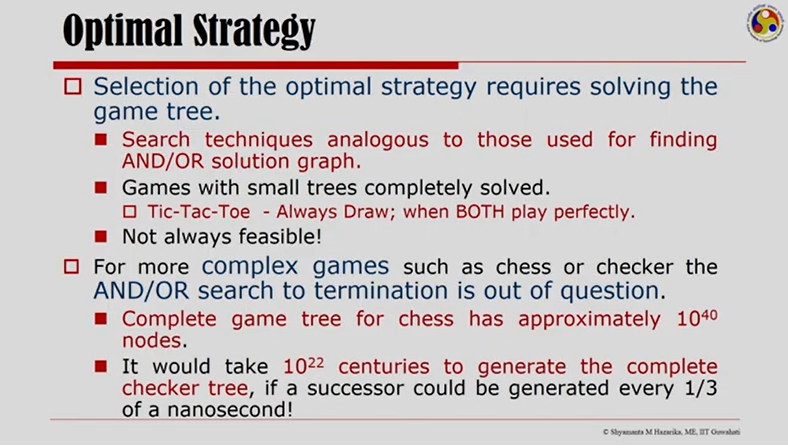 Optimal Strategy
Selection of the optimal strategy requires solving the
game tree.
Search techniques analogous to those used for finding
AND/OR solution graph.
Games with small trees completely solved.
Tic-Tac-Toe - Always Draw; when BOTH play perfectly.
Not always feasible!
For more complex games such as chess or checker the
AND/OR search to termination is out of question.
Complete game tree for chess has approximately 10⁴⁰
nodes.
It would take 10²² centuries to generate the complete
checker tree, if a successor could be generated every 1/3
of a nanosecond!
© Shyamanta M Hazarika, ME, IIT Guwahati